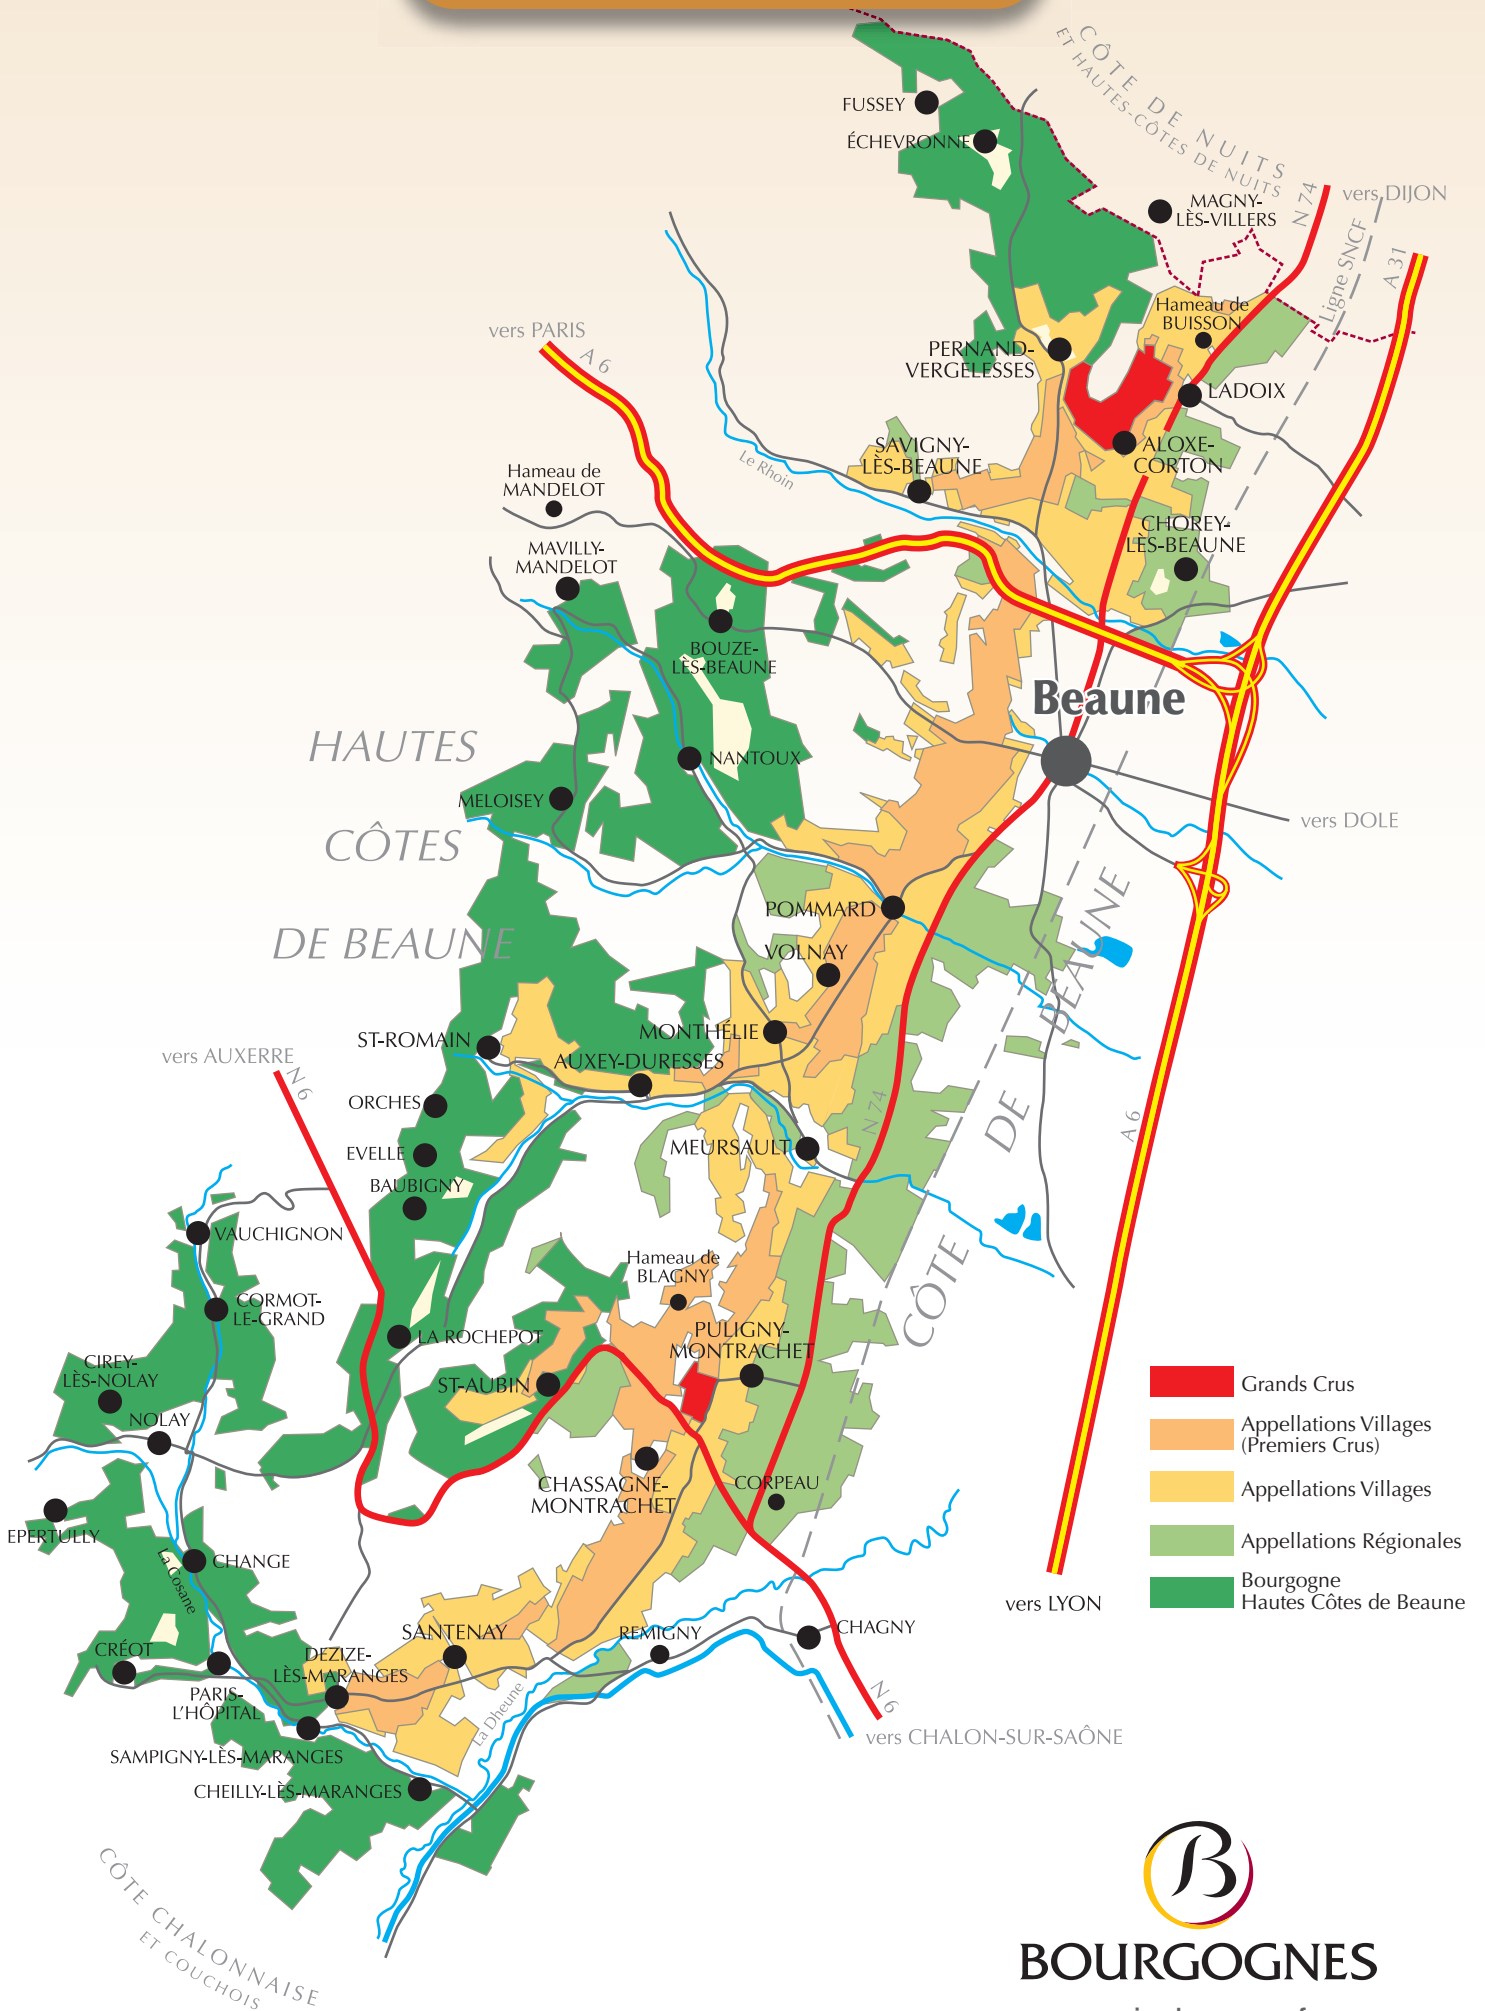 CÔTE DE NUITS
ET HAUTES-CÔTES DE NUITS
FUSSEY
ÉCHEVRONNE
MAGNY-
LÈS-VILLERS
N 74
vers DIJON
Ligne SNCF
A 31
Hameau de
BUISSON
vers PARIS
A 6
PERNAND-
VERGELESSES
LADOIX
SAVIGNY-
LÈS-BEAUNE
ALOXE-
CORTON
Le Rhoin
Hameau de
MANDELOT
CHOREY-
LÈS-BEAUNE
MAVILLY-
MANDELOT
BOUZE-
LÈS-BEAUNE
Beaune
HAUTES
CÔTES
DE BEAUNE
NANTOUX
MELOISEY
vers DOLE
POMMARD
VOLNAY
CÔTE DE BEAUNE
ST-ROMAIN
MONTHÉLIE
AUXEY-DURESSES
vers AUXERRE
N 6
ORCHES
N 74
A 6
EVELLE
MEURSAULT
BAUBIGNY
VAUCHIGNON
Hameau de
BLAGNY
CORMOT-
LE-GRAND
LA ROCHEPOT
PULIGNY-
MONTRACHET
CIREY-
LÈS-NOLAY
ST-AUBIN
NOLAY
Grands Crus
Appellations Villages
(Premiers Crus)
Appellations Villages
Appellations Régionales
Bourgogne
Hautes Côtes de Beaune
CHASSAGNE-
MONTRACHET
CORPEAU
EPERTULLY
CHANGE
La Cosane
vers LYON
SANTENAY
REMIGNY
CHAGNY
CRÉOT
DEZIZE-
LÈS-MARANGES
PARIS-
L'HÔPITAL
La Dheune
N 6
vers CHALON-SUR-SAÔNE
SAMPIGNY-LÈS-MARANGES
CHEILLY-LÈS-MARANGES
CÔTE CHALONNAISE
ET COUCHOIS
B
BOURGOGNES